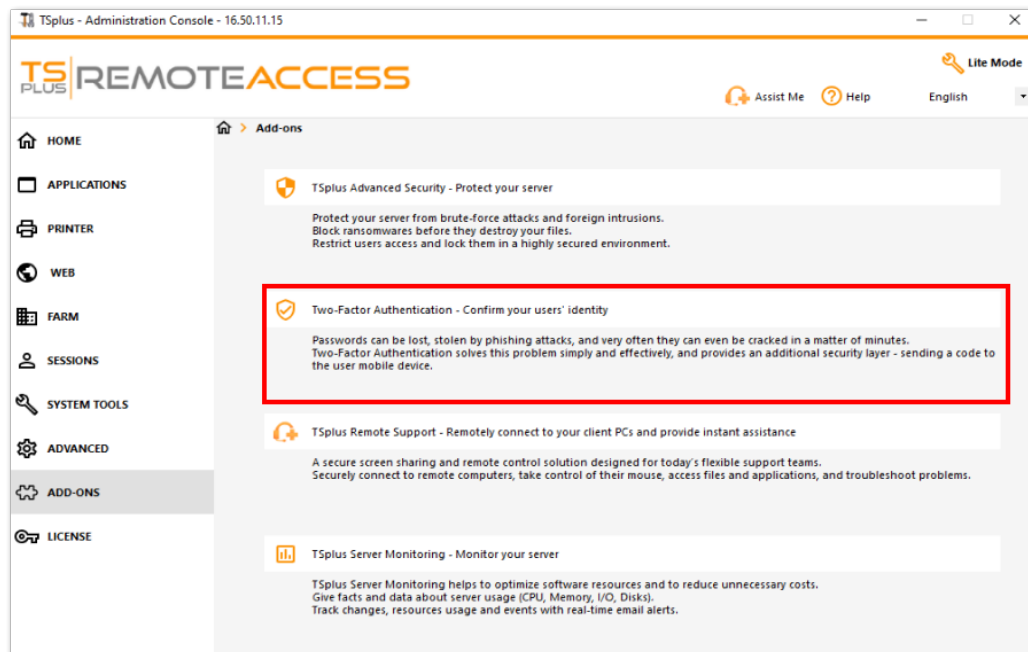 TSplus - Administration Console - 16.50.11.15
TS PLUS REMOTEACCESS
Lite Mode
Assist Me
Help
English
HOME
APPLICATIONS
PRINTER
WEB
FARM
SESSIONS
SYSTEM TOOLS
ADVANCED
ADD-ONS
LICENSE
> Add-ons
TSplus Advanced Security - Protect your server
Protect your server from brute-force attacks and foreign intrusions.
Block ransomwares before they destroy your files.
Restrict users access and lock them in a highly secured environment.
Two-Factor Authentication - Confirm your users' identity
Passwords can be lost, stolen by phishing attacks, and very often they can even be cracked in a matter of minutes.
Two-Factor Authentication solves this problem simply and effectively, and provides an additional security layer - sending a code to
the user mobile device.
TSplus Remote Support - Remotely connect to your client PCs and provide instant assistance
A secure screen sharing and remote control solution designed for today's flexible support teams.
Securely connect to remote computers, take control of their mouse, access files and applications, and troubleshoot problems.
TSplus Server Monitoring - Monitor your server
TSplus Server Monitoring helps to optimize software resources and to reduce unnecessary costs.
Give facts and data about server usage (CPU, Memory, I/O, Disks).
Track changes, resources usage and events with real-time email alerts.